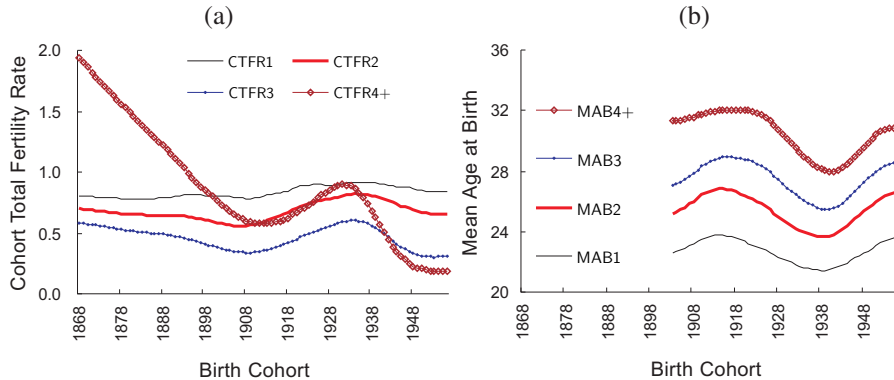 (a)
Cohort Total Fertility Rate
2.0
1.5
1.0
0.5
0.0
CTFR1
CTFR2
CTFR3
CTFR4+
1868
1878
1888
1898
1908
1918
1928
1938
1948
Birth Cohort
(b)
Mean Age at Birth
36
32
28
24
20
MAB4+
MAB3
MAB2
MAB1
1868
1878
1888
1898
1908
1918
1928
1938
1948
Birth Cohort